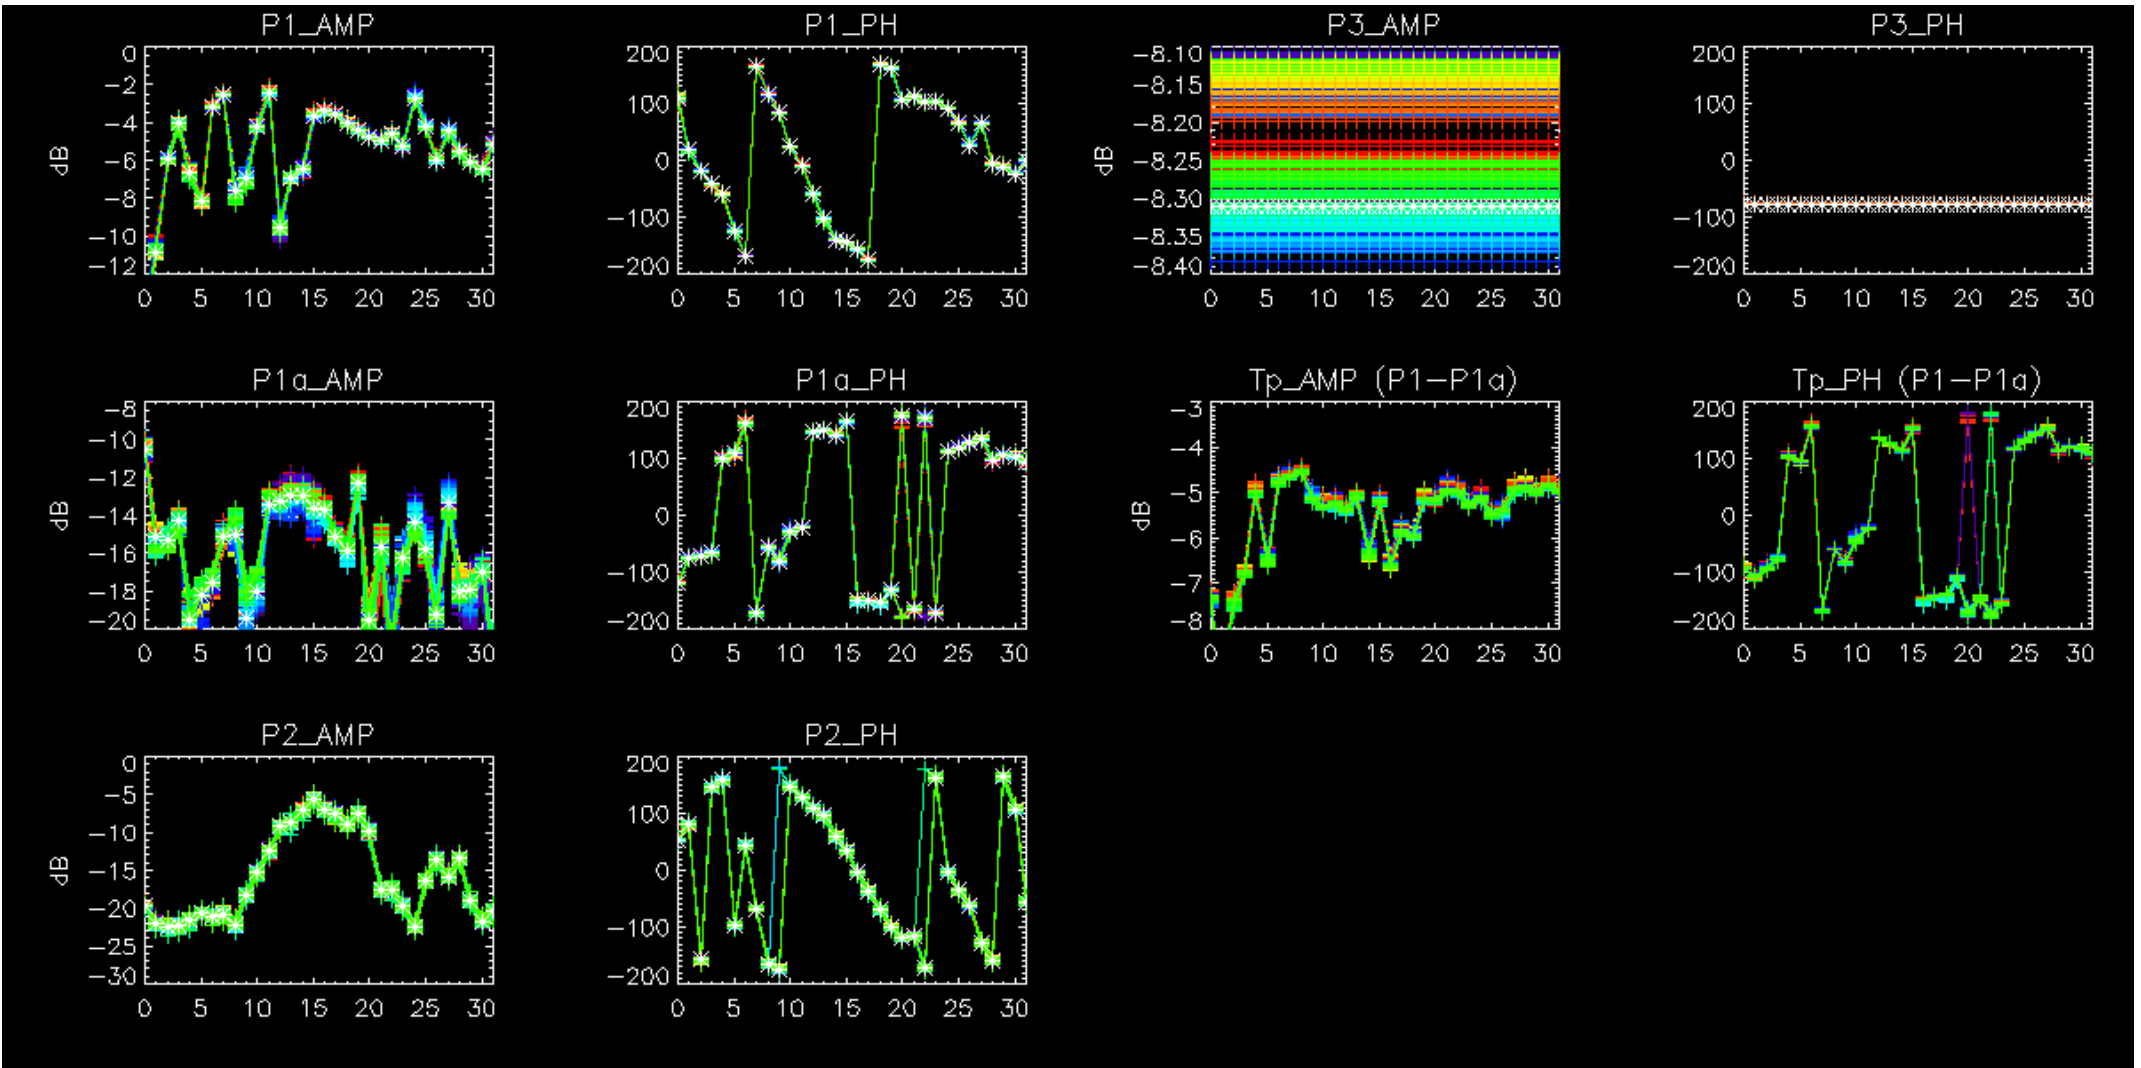 P1_AMP P1_PH P3_AMP P3_PH
0 200 -8.10 200
-2 -8.15
100 100
-4 -8.20
dB -6 0 dB -8.25 0
-8 -8.30
-100 -100
-10 -8.35
-12 -200 -8.40 -200
0 5 10 15 20 25 30 0 5 10 15 20 25 30 0 5 10 15 20 25 30 0 5 10 15 20 25 30
P1a_AMP P1a_PH Tp_AMP (P1-P1a) Tp_PH (P1-P1a)
-8 200 -3 200
-10 100 -4 100
-12
dB -14 0 dB -5 0
-16 -6
-18 -100 -7 -100
-20 -200 -8 -200
0 5 10 15 20 25 30 0 5 10 15 20 25 30 0 5 10 15 20 25 30 0 5 10 15 20 25 30
P2_AMP P2_PH
0 200
-5
-10 100
dB -15 0
-20
-25 -100
-30 -200
0 5 10 15 20 25 30 0 5 10 15 20 25 30